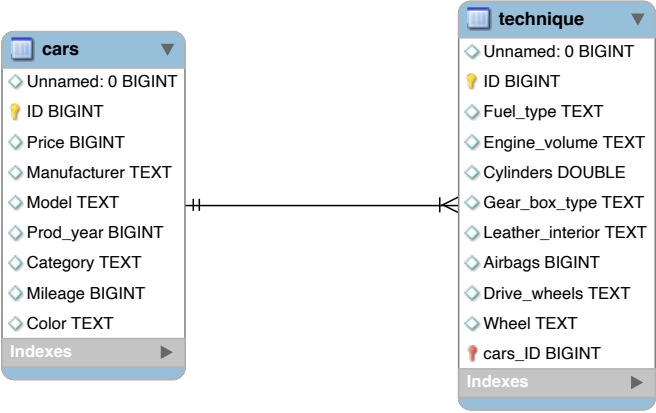 cars
Unnamed: 0 BIGINT
ID BIGINT
Price BIGINT
Manufacturer TEXT
Model TEXT
Prod_year BIGINT
Category TEXT
Mileage BIGINT
Color TEXT
Indexes
technique
Unnamed: 0 BIGINT
ID BIGINT
Fuel_type TEXT
Engine_volume TEXT
Cylinders DOUBLE
Gear_box_type TEXT
Leather_interior TEXT
Airbags BIGINT
Drive_wheels TEXT
Wheel TEXT
cars_ID BIGINT
Indexes